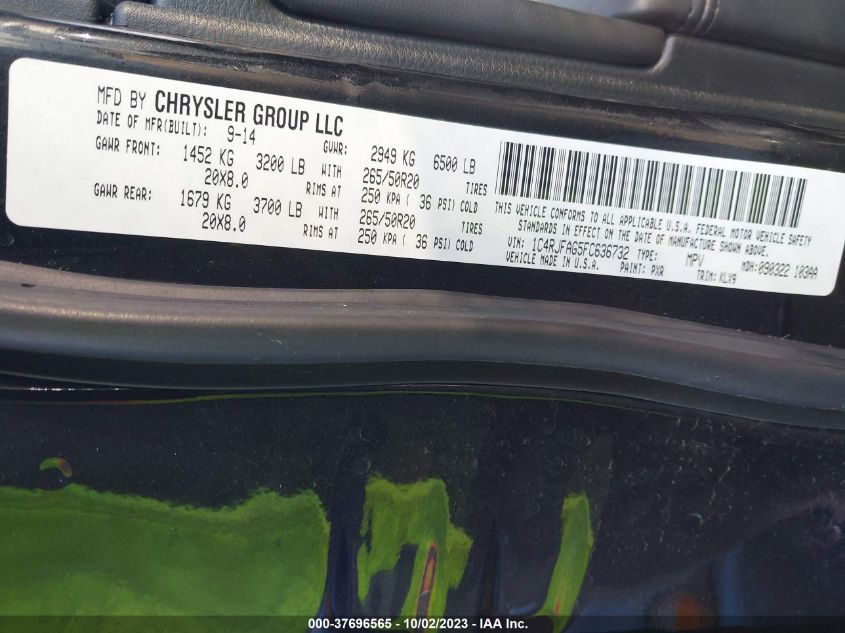 MFD BY CHRYSLER GROUP LLC
DATE OF MFR(BUILT): 9-14 GVWR: 2949 KG 6500 LB
GAWR FRONT: 1452 KG 3200 LB WITH 265/50R20 TIRES
20X8.0 RIMS AT 250 KPA ( 36 PSI) COLD
GAWR REAR: 1679 KG 3700 LB WITH 265/50R20 TIRES
20X8.0 RIMS AT 250 KPA ( 36 PSI) COLD
THIS VEHICLE CONFORMS TO ALL APPLICABLE U.S.A. FEDERAL MOTOR VEHICLE SAFETY
STANDARDS IN EFFECT ON THE DATE OF MANUFACTURE SHOWN ABOVE.
VIN: 1C4RJFAG5FC636732 TYPE: MPV MDH:090322 103AA
VEHICLE MADE IN U.S.A. PAINT: PXR TRIM: KLX9
000-37696565 - 10/02/2023 - IAA Inc.